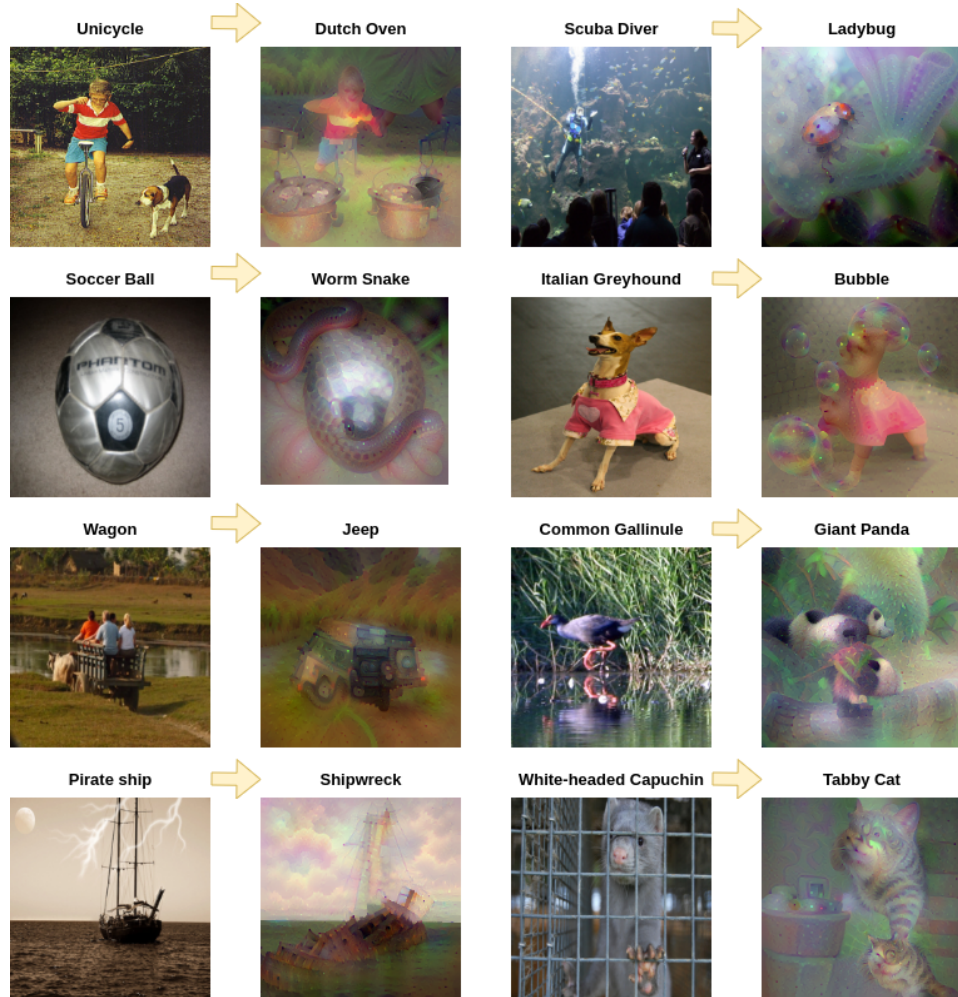 Unicycle
Dutch Oven
Scuba Diver
Ladybug
Soccer Ball
Worm Snake
Italian Greyhound
Bubble
PHANTOM
5
Wagon
Jeep
Common Gallinule
Giant Panda
Pirate ship
Shipwreck
White-headed Capuchin
Tabby Cat